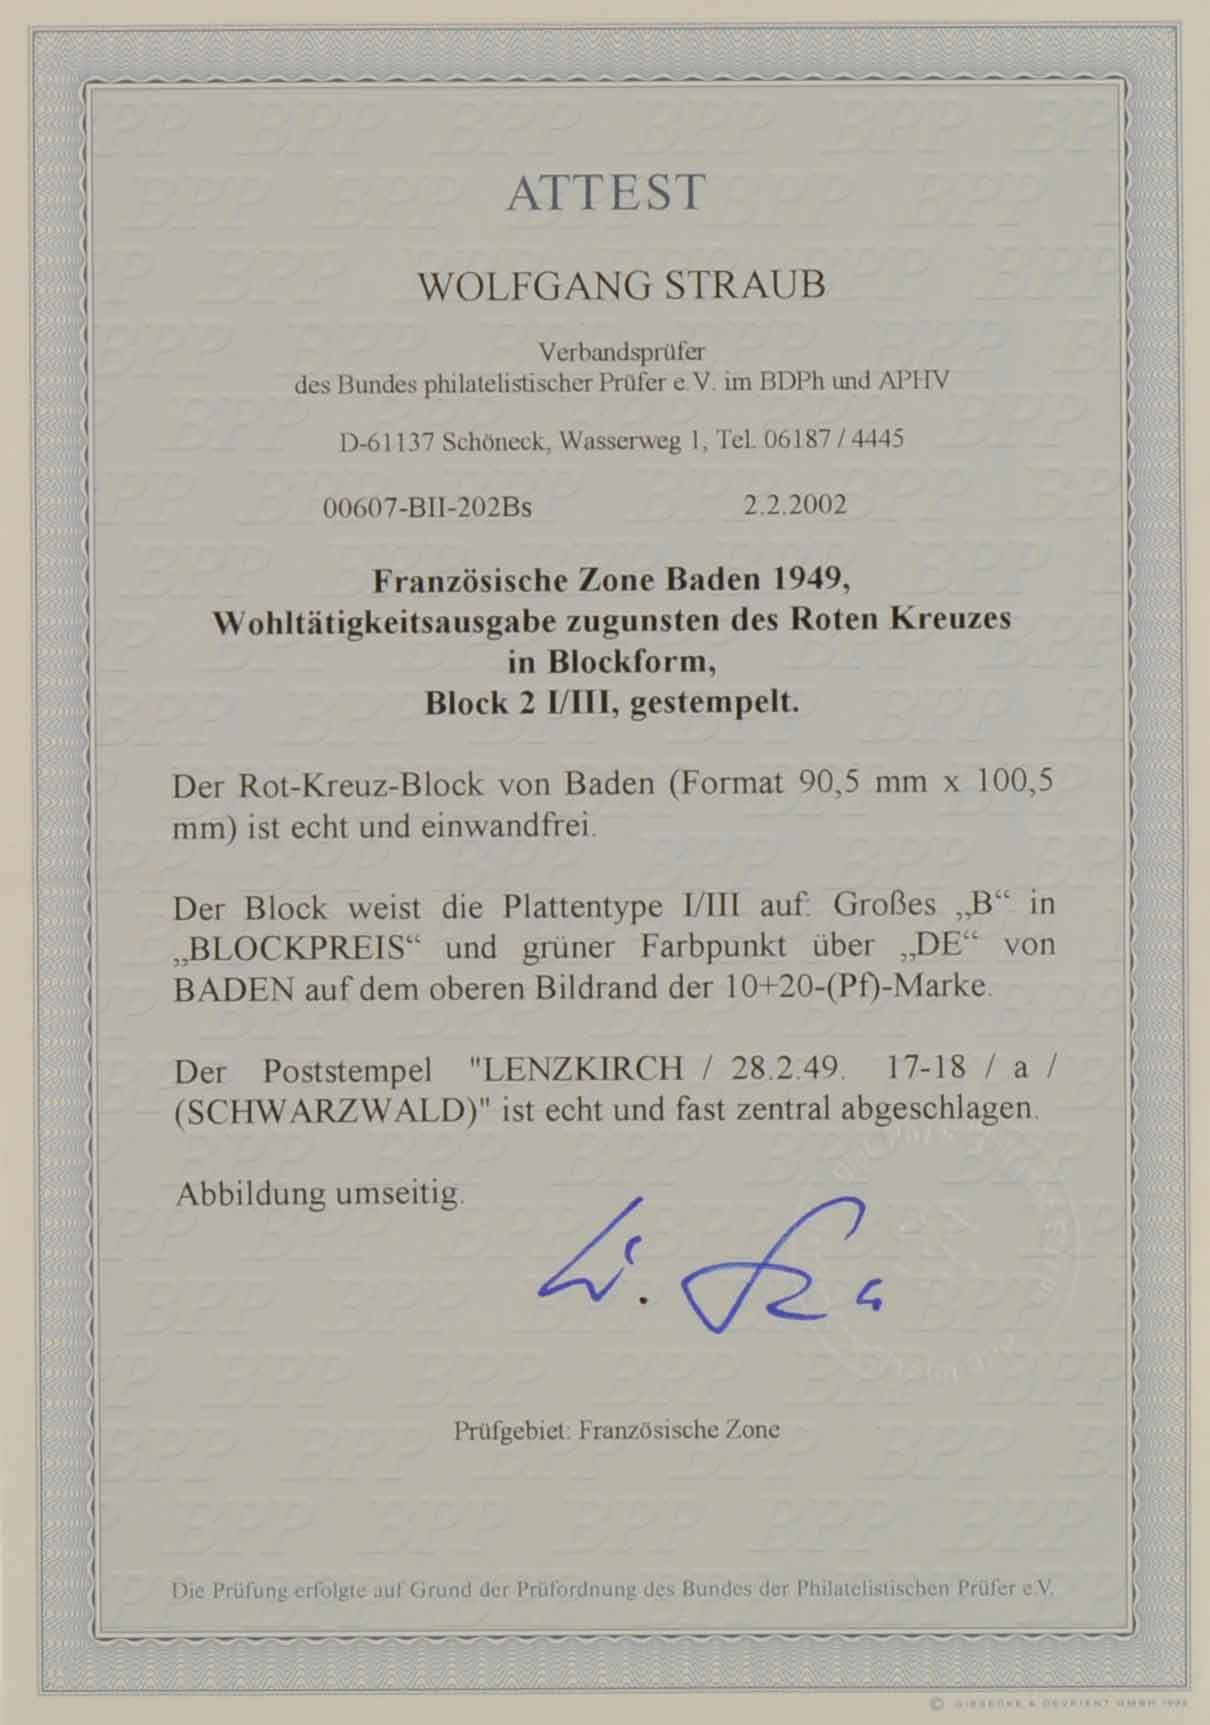 ATTEST
WOLFGANG STRAUB
Verbandsprüfer
des Bundes philatelistischer Prüfer e.V. im BDPh und APHV
D-61137 Schöneck, Wasserweg 1, Tel. 06187 / 4445
00607-BII-202Bs 2.2.2002
Französische Zone Baden 1949,
Wohltätigkeitsausgabe zugunsten des Roten Kreuzes
in Blockform,
Block 2 I/III, gestempelt.
Der Rot-Kreuz-Block von Baden (Format 90,5 mm x 100,5
mm) ist echt und einwandfrei.
Der Block weist die Plattentype I/III auf: Großes „B“ in
„BLOCKPREIS“ und grüner Farbpunkt über „DE“ von
BADEN auf dem oberen Bildrand der 10+20-(Pf)-Marke.
Der Poststempel "LENZKIRCH / 28.2.49. 17-18 / a /
(SCHWARZWALD)" ist echt und fast zentral abgeschlagen.
Abbildung umseitig.
Prüfgebiet: Französische Zone
Die Prüfung erfolgte auf Grund der Prüfordnung des Bundes der Philatelistischen Prüfer e.V.
© GIESECKE & DEVRIENT GMBH